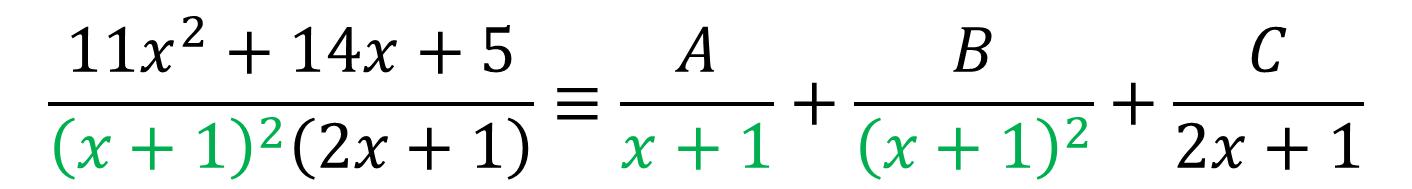 (11x² + 14x + 5)/((x + 1)²(2x + 1)) ≡ A/(x + 1) + B/((x + 1)²) + C/(2x + 1)